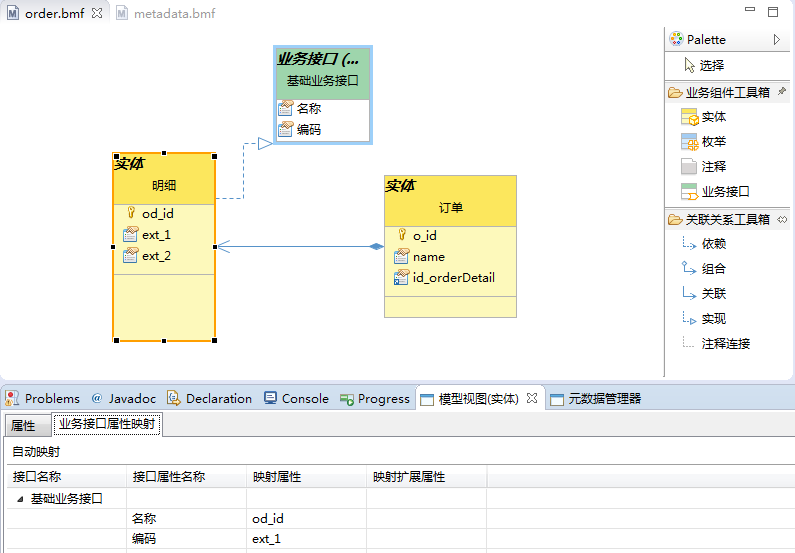 order.bmf
metadata.bmf
业务接口 (...
基础业务接口
名称
编码
实体
明细
od_id
ext_1
ext_2
实体
订单
o_id
name
id_orderDetail
Palette
选择
业务组件工具箱
实体
枚举
注释
业务接口
关联关系工具箱
依赖
组合
关联
实现
注释连接
Problems @ Javadoc Declaration Console Progress 模型视图(实体) 元数据管理器
属性 业务接口属性映射
自动映射
接口名称 接口属性名称 映射属性 映射扩展属性
基础业务接口
名称 od_id
编码 ext_1